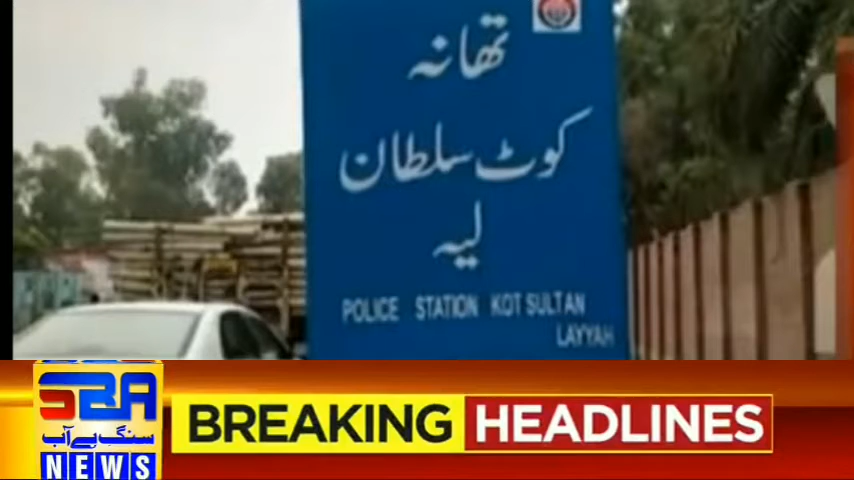 تھانہ
کوٹ سلطان
لیہ
POLICE STATION KOT SULTAN
LAYYAH
SBA
سنگ بے آب
NEWS
BREAKING HEADLINES